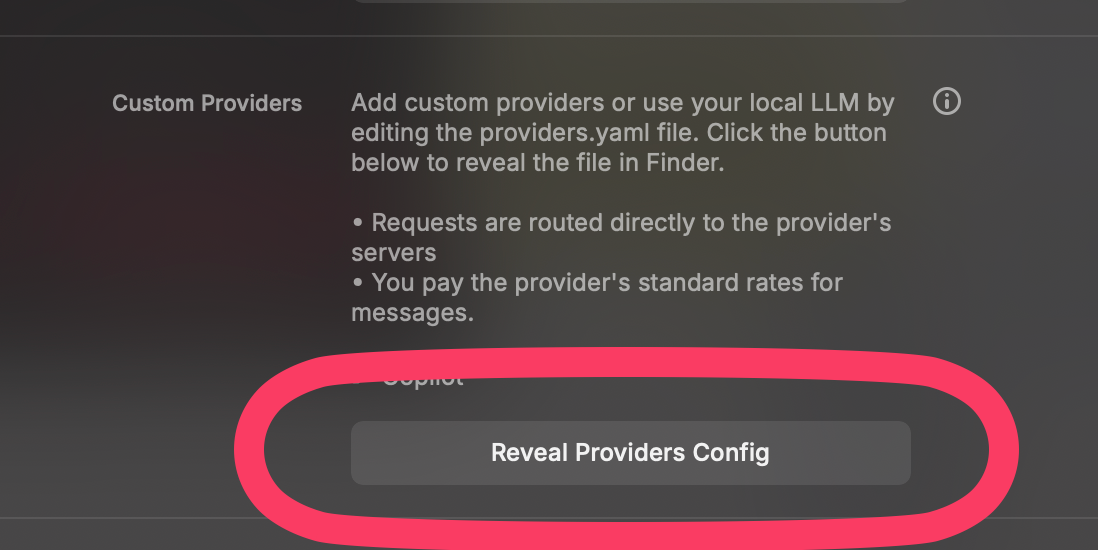 Custom Providers
Add custom providers or use your local LLM by
editing the providers.yaml file. Click the button
below to reveal the file in Finder.
• Requests are routed directly to the provider's
servers
• You pay the provider's standard rates for
messages.
Copilot
Reveal Providers Config